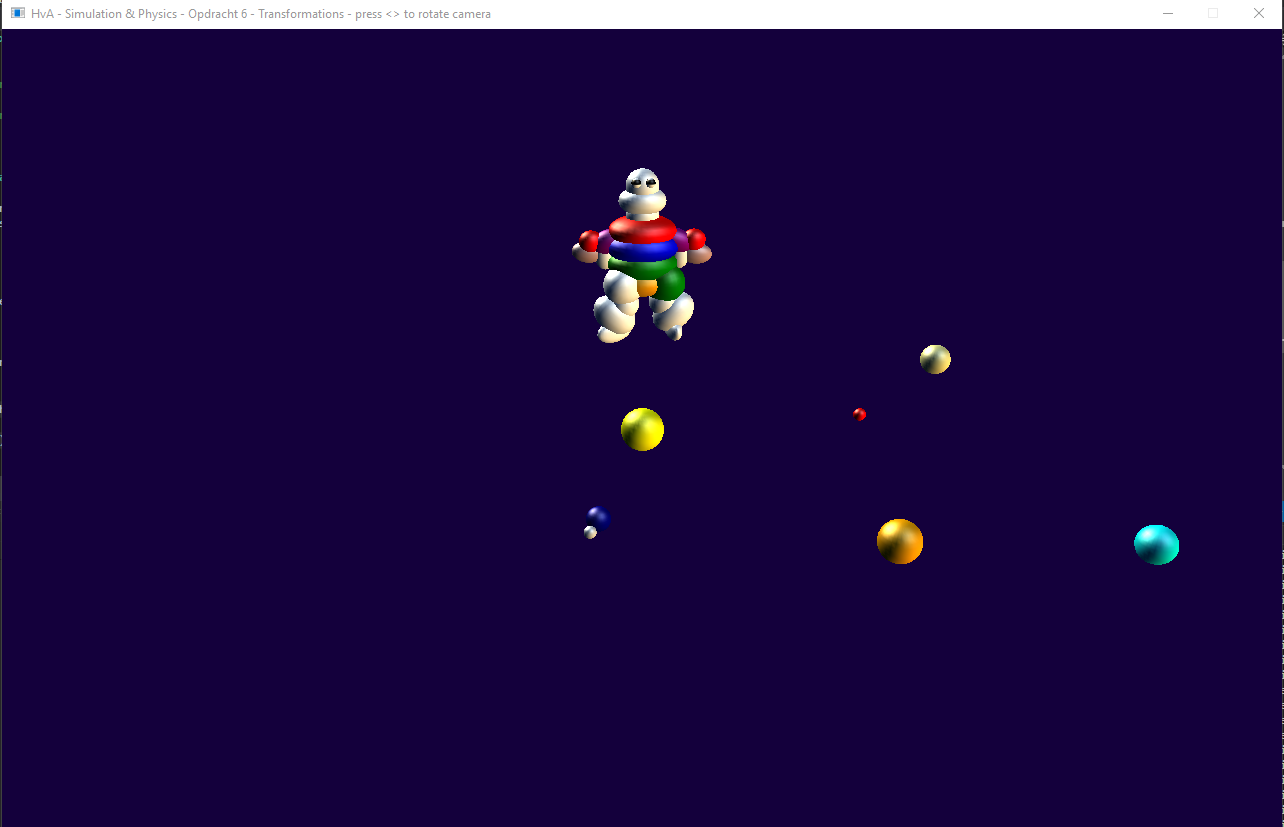 HvA - Simulation & Physics - Opdracht 6 - Transformations - press <> to rotate camera